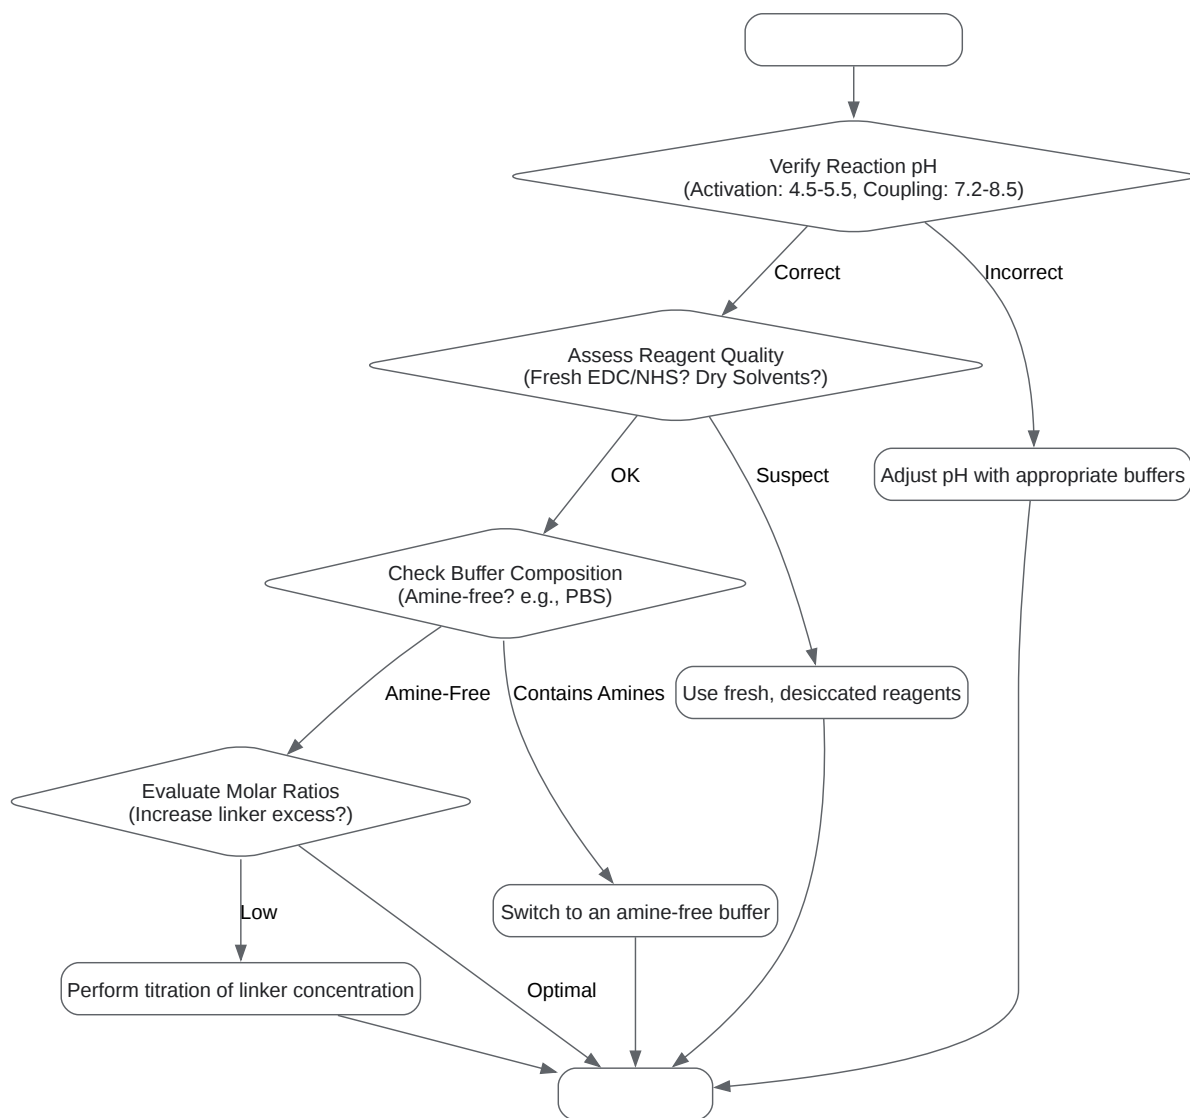 Verify Reaction pH
(Activation: 4.5-5.5, Coupling: 7.2-8.5)
Correct
Incorrect
Assess Reagent Quality
(Fresh EDC/NHS? Dry Solvents?)
OK
Suspect
Adjust pH with appropriate buffers
Check Buffer Composition
(Amine-free? e.g., PBS)
Amine-Free
Contains Amines
Use fresh, desiccated reagents
Evaluate Molar Ratios
(Increase linker excess?)
Low
Switch to an amine-free buffer
Perform titration of linker concentration
Optimal